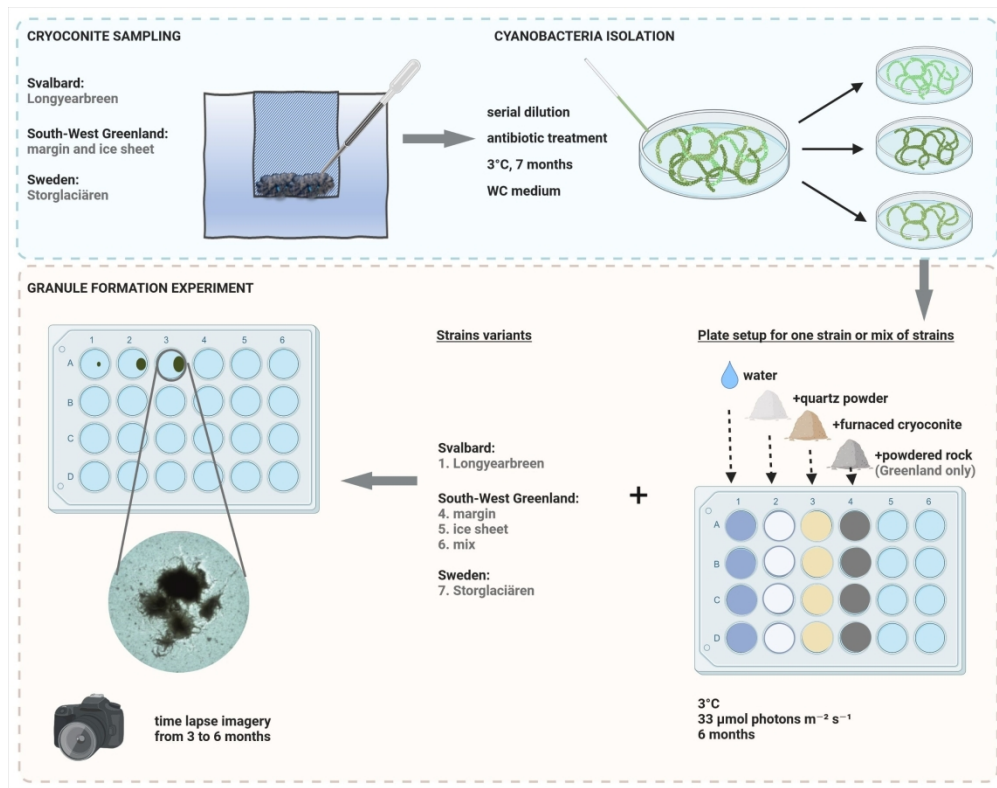 CRYOCONITE SAMPLING
Svalbard:
Longyearbreen
South-West Greenland:
margin and ice sheet
Sweden:
Storglaciären
CYANOBACTERIA ISOLATION
serial dilution
antibiotic treatment
3°C, 7 months
WC medium
GRANULE FORMATION EXPERIMENT
1 2 3 4 5 6
A
B
C
D
time lapse imagery
from 3 to 6 months
Strains variants
Svalbard:
1. Longyearbreen
South-West Greenland:
4. margin
5. ice sheet
6. mix
Sweden:
7. Storglaciären
+
Plate setup for one strain or mix of strains
water
+quartz powder
+furnaced cryoconite
+powdered rock
(Greenland only)
1 2 3 4 5 6
A
B
C
D
3°C
33 µmol photons m⁻² s⁻¹
6 months